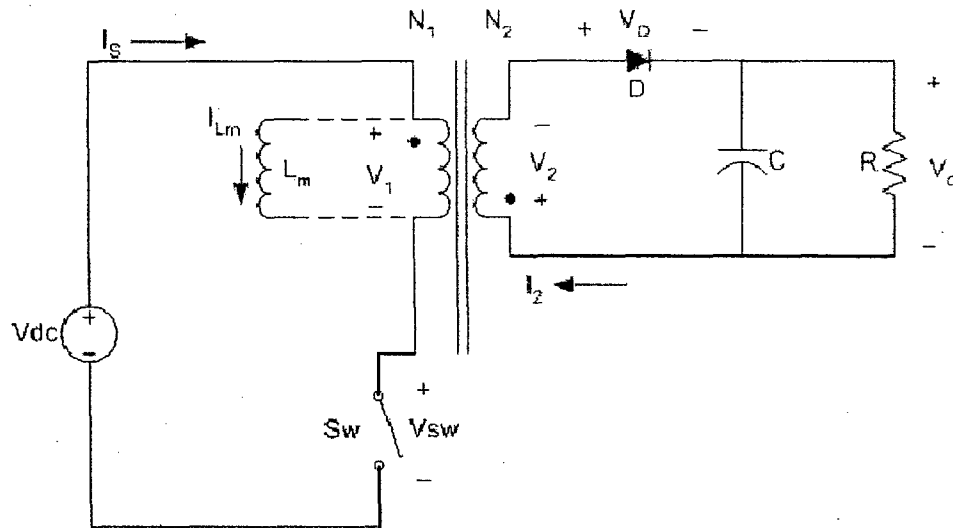 I_S
N_1 N_2
+ V_D -
D
I_Lm
L_m
+
V_1
-
-
V_2
+
C
R
+
V_o
-
I_2
Vdc
+
-
Sw
+
Vsw
-